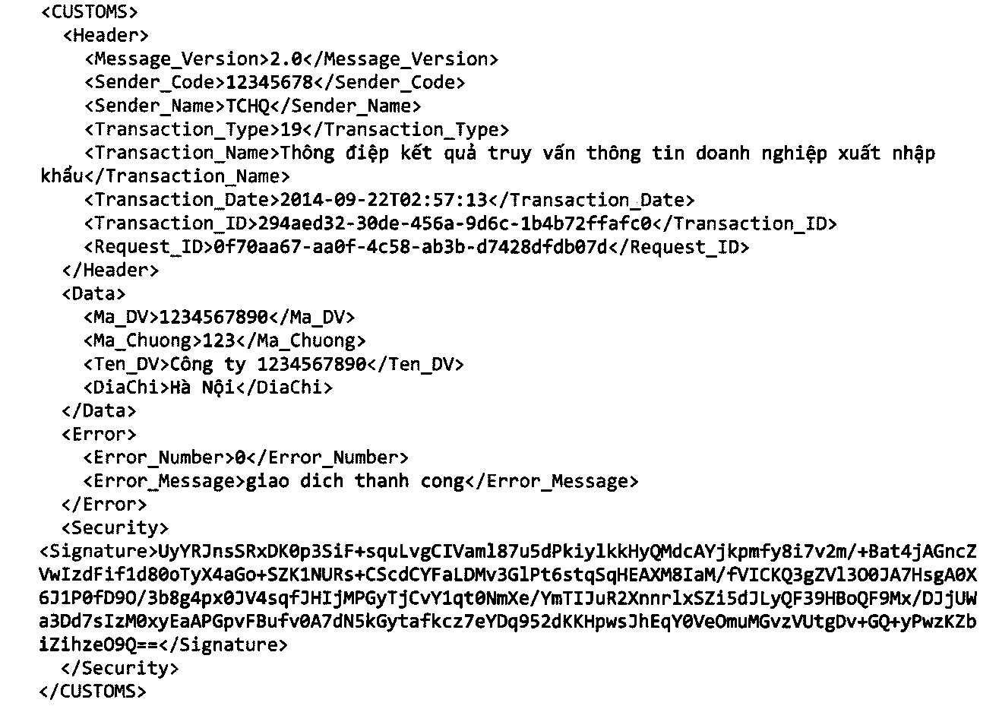 <CUSTOMS>
<Header>
<Message_Version>2.0</Message_Version>
<Sender_Code>12345678</Sender_Code>
<Sender_Name>TCHQ</Sender_Name>
<Transaction_Type>19</Transaction_Type>
<Transaction_Name>Thông điệp kết quả truy vấn thông tin doanh nghiệp xuất nhập
khẩu</Transaction_Name>
<Transaction_Date>2014-09-22T02:57:13</Transaction_Date>
<Transaction_ID>294aed32-30de-456a-9d6c-1b4b72ffafc0</Transaction_ID>
<Request_ID>0f70aa67-aa0f-4c58-ab3b-d7428dfdb07d</Request_ID>
</Header>
<Data>
<Ma_DV>1234567890</Ma_DV>
<Ma_Chuong>123</Ma_Chuong>
<Ten_DV>Công ty 1234567890</Ten_DV>
<DiaChi>Hà Nội</DiaChi>
</Data>
<Error>
<Error_Number>0</Error_Number>
<Error_Message>giao dich thanh cong</Error_Message>
</Error>
<Security>
<Signature>UyYRJnsSRxDK0p3SiF+squLvgCIVaml87u5dPkiylkkHyQMdcAYjkpmfy8i7v2m/+Bat4jAGncZ
VwIzdFif1d80oTyX4aGo+SZK1NURs+CScdCYFaLDMv3GlPt6stqSqHEAXM8IaM/fVICKQ3gZVl3O0JA7HsgA0X
6J1P0fD9O/3b8g4px0JV4sqfJHIjMPGyTjCvY1qt0NmXe/YmTIJuR2XnnrlxSZi5dJLyQF39HBoQF9Mx/DJjUW
a3Dd7sIzM0xyEaAPGpvFBufv0A7dN5kGytafkcz7eYDq952dKKHpwsJhEqY0VeOmuMGvzVUtgDv+GQ+yPwzKZb
iZihzeO9Q==</Signature>
</Security>
</CUSTOMS>